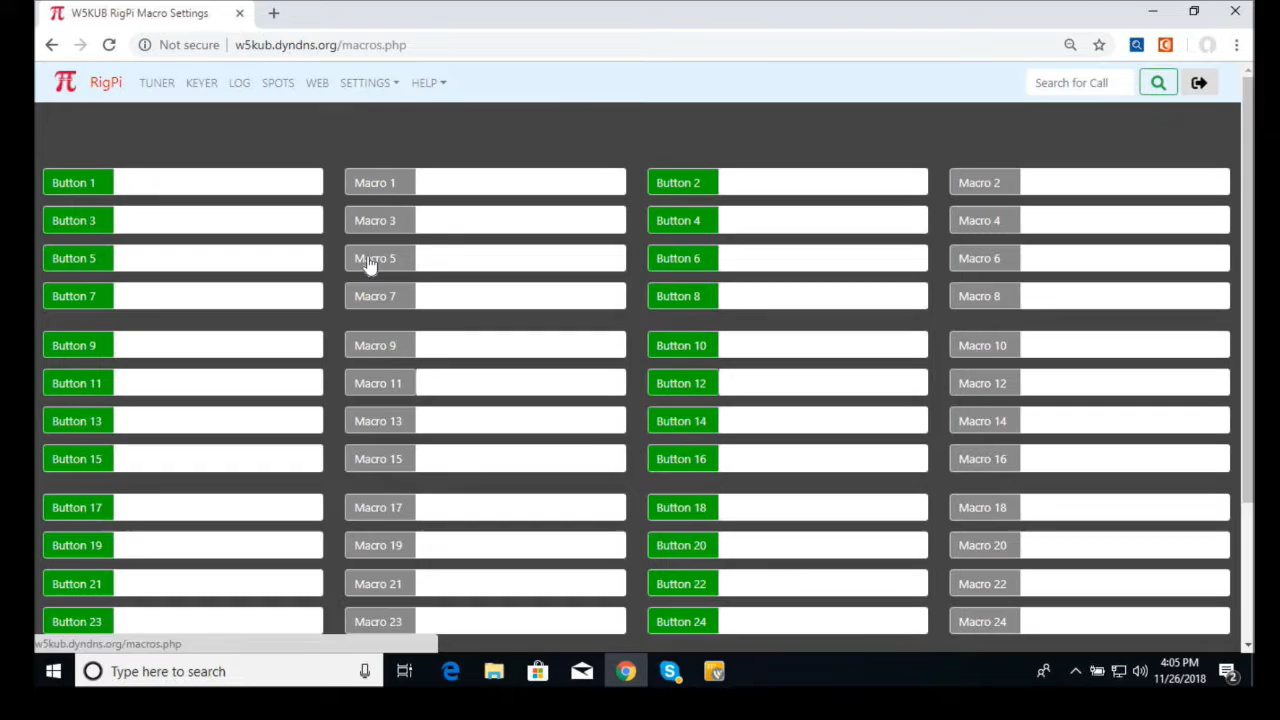 W5KUB RigPi Macro Settings
Not secure w5kub.dyndns.org/macros.php
RigPi TUNER KEYER LOG SPOTS WEB SETTINGS HELP Search for Call
Button 1 Macro 1 Button 2 Macro 2
Button 3 Macro 3 Button 4 Macro 4
Button 5 Macro 5 Button 6 Macro 6
Button 7 Macro 7 Button 8 Macro 8
Button 9 Macro 9 Button 10 Macro 10
Button 11 Macro 11 Button 12 Macro 12
Button 13 Macro 13 Button 14 Macro 14
Button 15 Macro 15 Button 16 Macro 16
Button 17 Macro 17 Button 18 Macro 18
Button 19 Macro 19 Button 20 Macro 20
Button 21 Macro 21 Button 22 Macro 22
Button 23 Macro 23 Button 24 Macro 24
w5kub.dyndns.org/macros.php
Type here to search
4:05 PM
11/26/2018
2